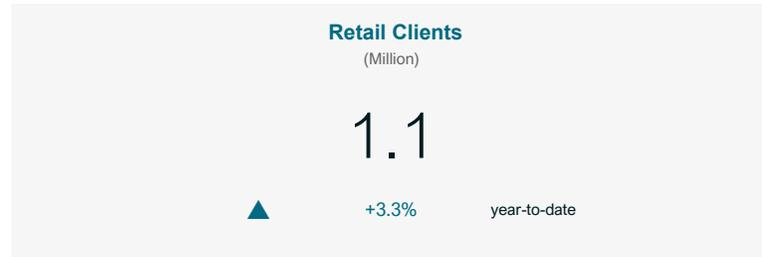 Retail Clients
(Million)
1.1
+3.3% year-to-date